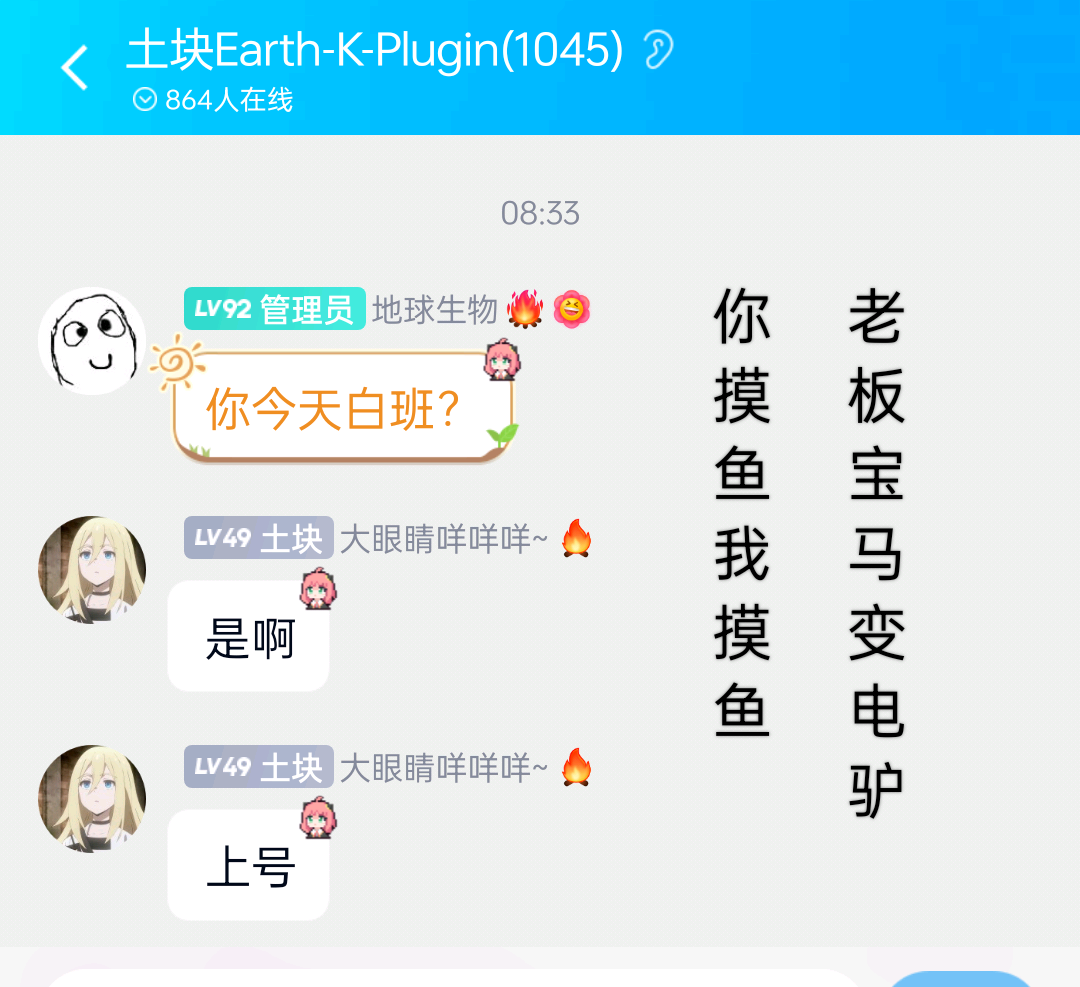 土块Earth-K-Plugin(1045)
864人在线
08:33
LV92 管理员 地球生物
你今天白班?
LV49 土块 大眼睛咩咩咩~
是啊
LV49 土块 大眼睛咩咩咩~
上号
老板宝马变电驴
你摸鱼我摸鱼